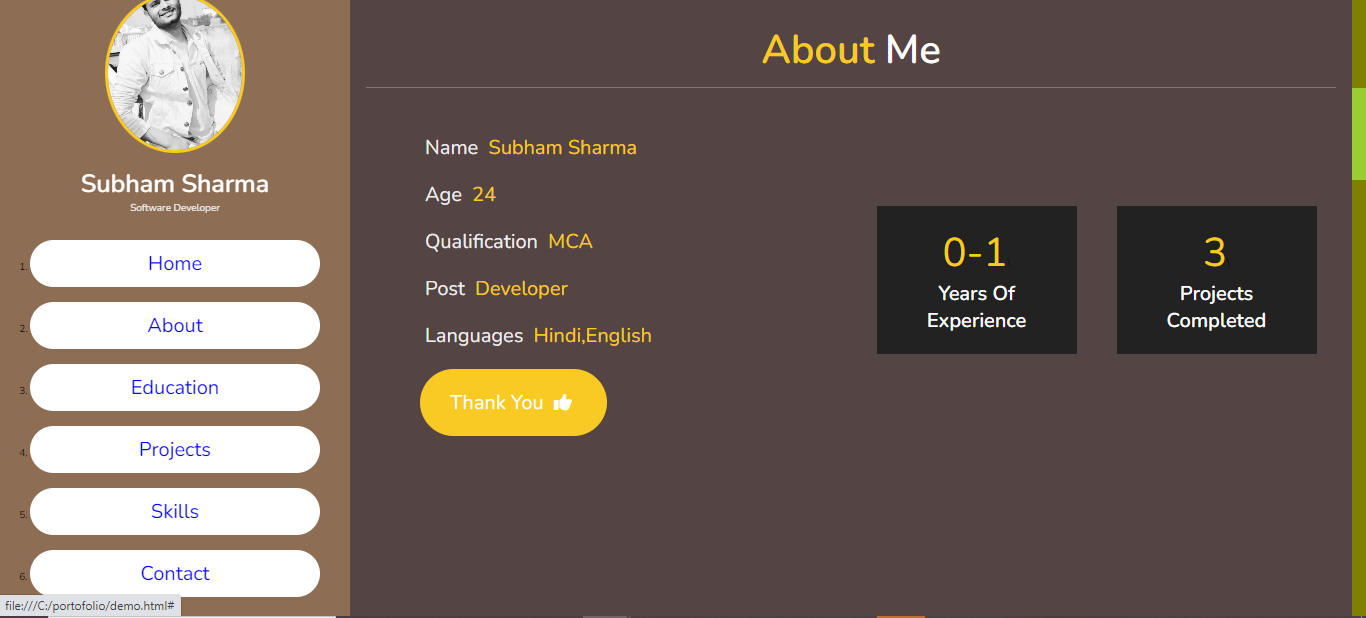 Subham Sharma
Software Developer
1. Home
2. About
3. Education
4. Projects
5. Skills
6. Contact
file:///C:/portofolio/demo.html#
About Me
Name Subham Sharma
Age 24
Qualification MCA
Post Developer
Languages Hindi,English
Thank You
0-1
Years Of
Experience
3
Projects
Completed